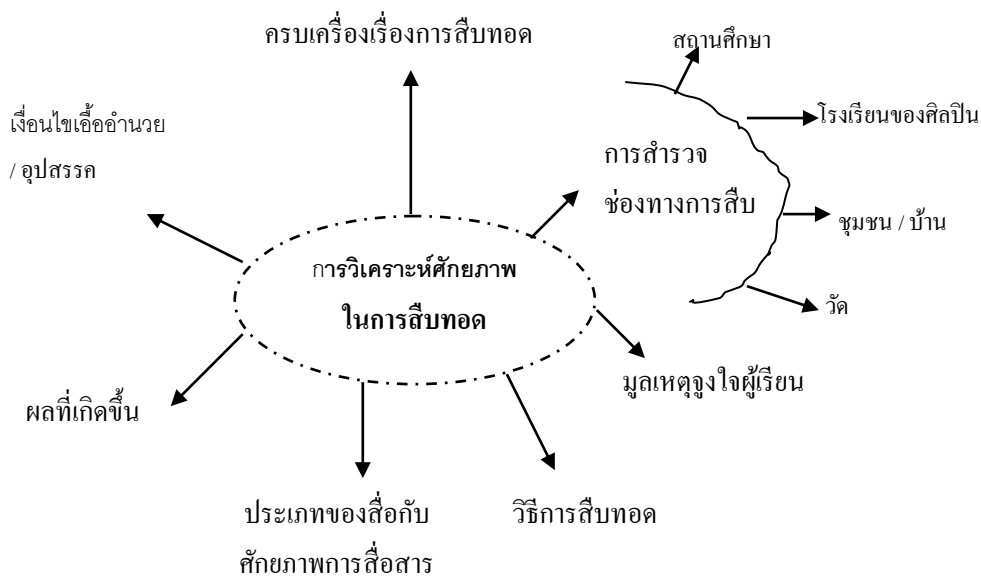 ครบเครื่องเรื่องการสืบทอด
สถานศึกษา
โรงเรียนของศิลปิน
ชุมชน / บ้าน
วัด
การสำรวจ
ช่องทางการสืบ
เงื่อนไขเอื้ออำนวย
/ อุปสรรค
การวิเคราะห์ศักยภาพ
ในการสืบทอด
มูลเหตุจูงใจผู้เรียน
ผลที่เกิดขึ้น
ประเภทของสื่อกับ
ศักยภาพการสื่อสาร
วิธีการสืบทอด